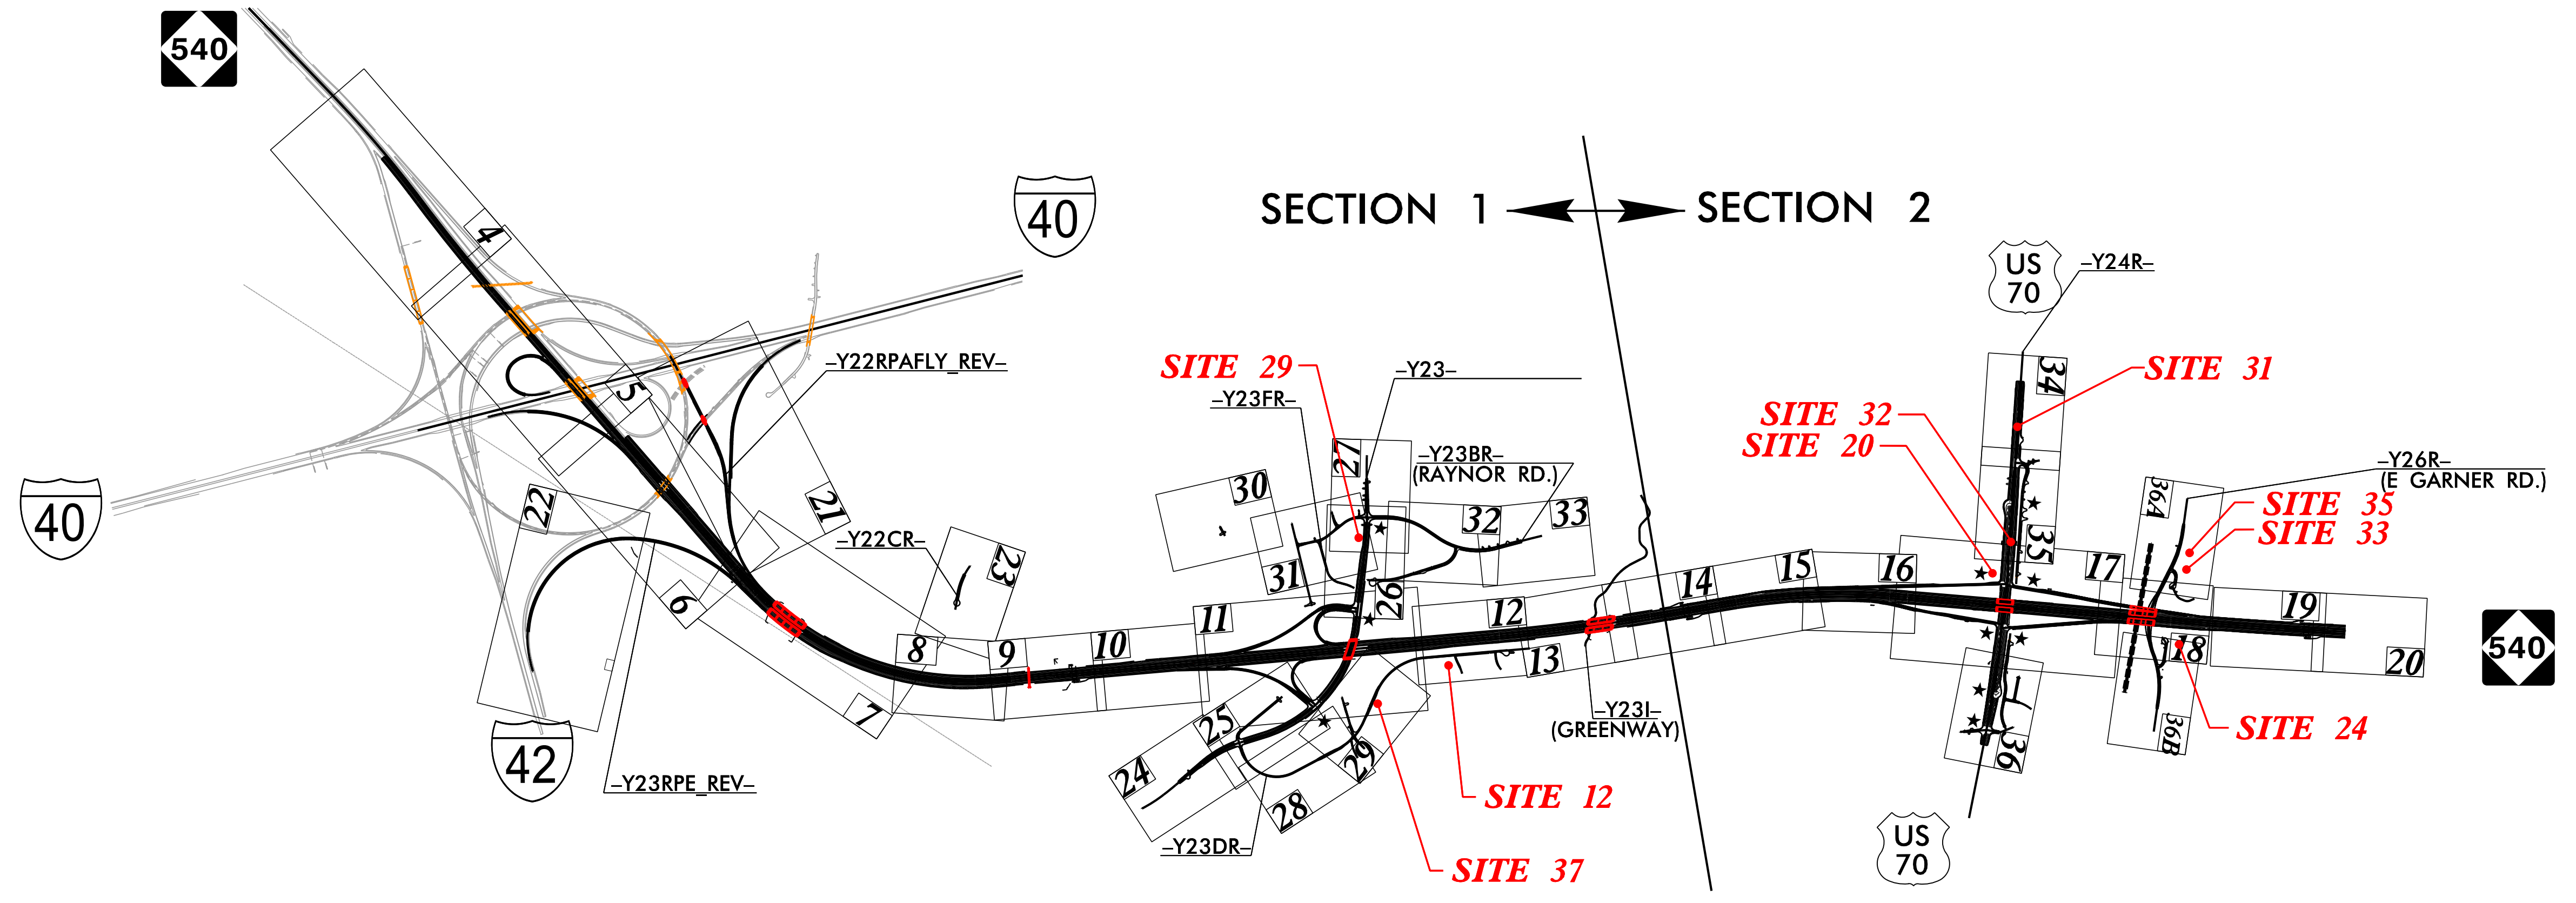 540
4
40
SECTION 1
SECTION 2
US
70
–Y24R–
–Y22RPAFLY_REV–
5
SITE 29
–Y23–
–Y23FR–
34
SITE 31
SITE 32
SITE 20
27
–Y23BR–
(RAYNOR RD.)
–Y26R–
(E GARNER RD.)
40
22
21
30
32
33
36A
SITE 35
SITE 33
–Y22CR–
23
31
35
6
26
14
15
16
17
8
9
10
11
12
19
7
13
18
20
540
–Y23I–
(GREENWAY)
42
–Y23RPE_REV–
24
25
29
28
36
36B
SITE 24
SITE 12
–Y23DR–
SITE 37
US
70